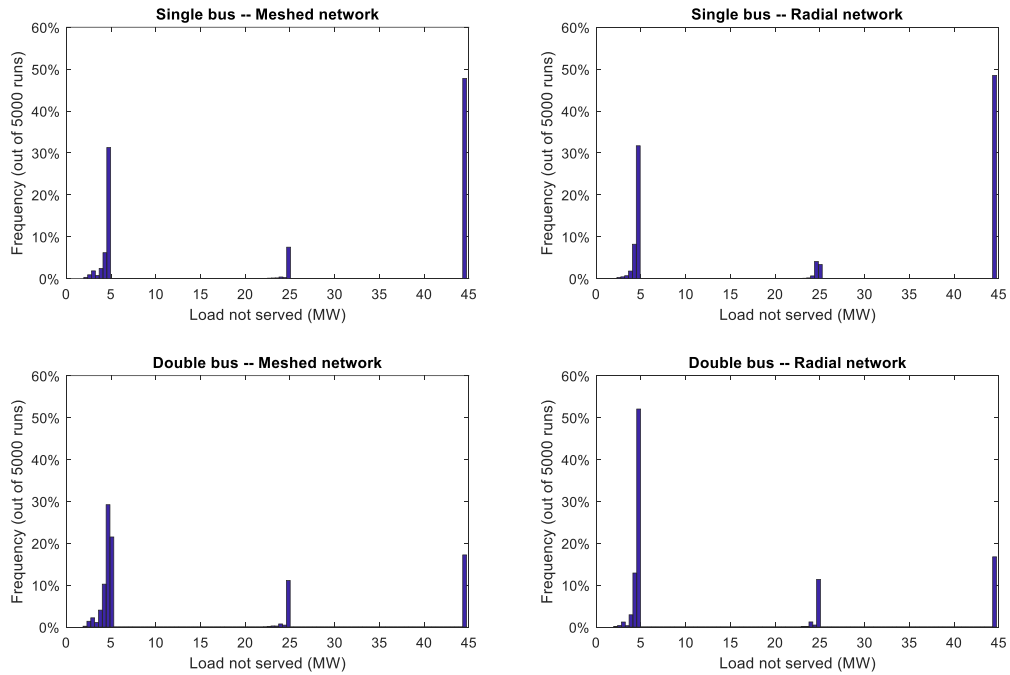 Single bus -- Meshed network
60%
50%
40%
30%
20%
10%
0%
Frequency (out of 5000 runs)
0 5 10 15 20 25 30 35 40 45
Load not served (MW)
Single bus -- Radial network
60%
50%
40%
30%
20%
10%
0%
Frequency (out of 5000 runs)
0 5 10 15 20 25 30 35 40 45
Load not served (MW)
Double bus -- Meshed network
60%
50%
40%
30%
20%
10%
0%
Frequency (out of 5000 runs)
0 5 10 15 20 25 30 35 40 45
Load not served (MW)
Double bus -- Radial network
60%
50%
40%
30%
20%
10%
0%
Frequency (out of 5000 runs)
0 5 10 15 20 25 30 35 40 45
Load not served (MW)